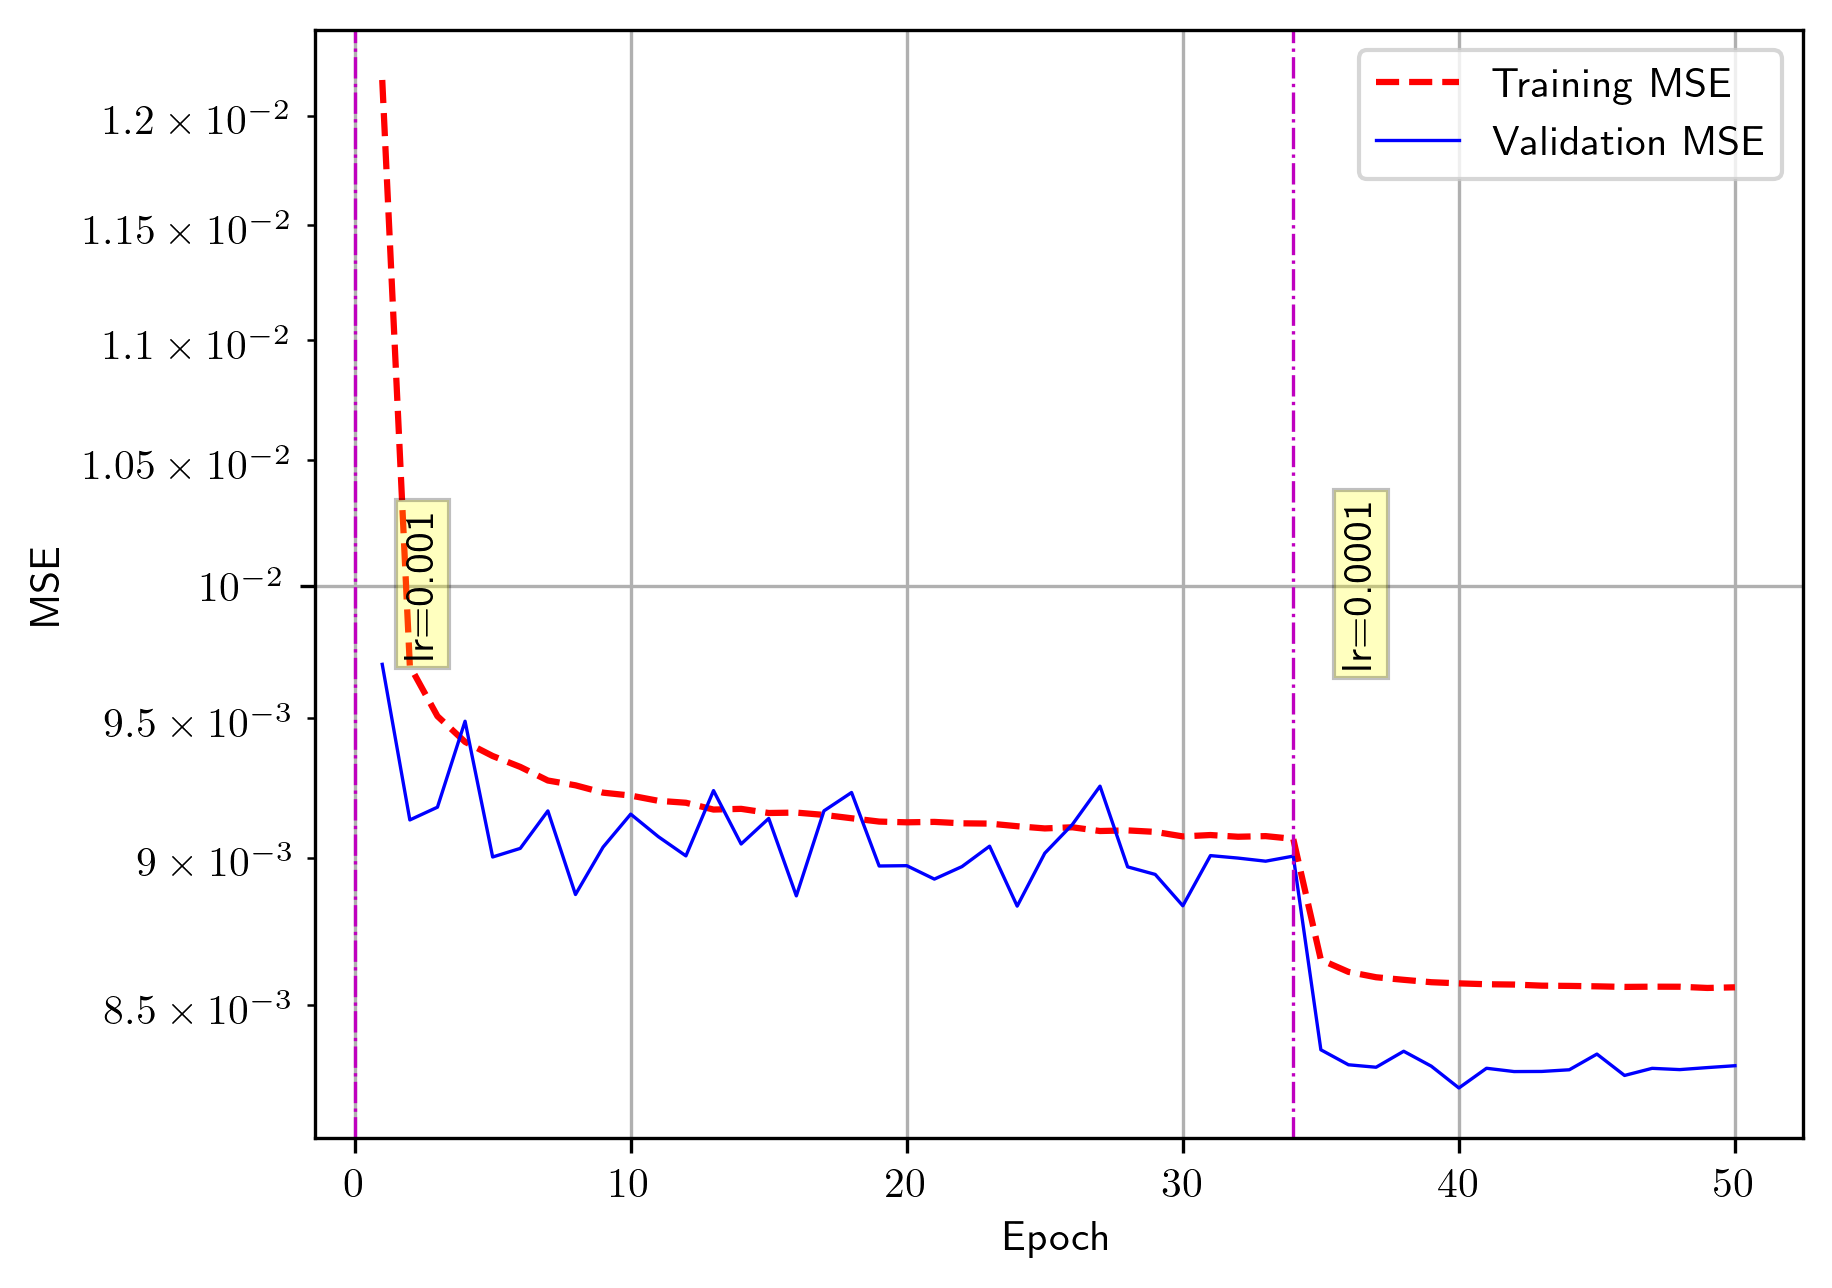 Training MSE
Validation MSE
1.2 × 10⁻²
1.15 × 10⁻²
1.1 × 10⁻²
1.05 × 10⁻²
10⁻²
9.5 × 10⁻³
9 × 10⁻³
8.5 × 10⁻³
MSE
lr=0.001
lr=0.0001
0 10 20 30 40 50
Epoch